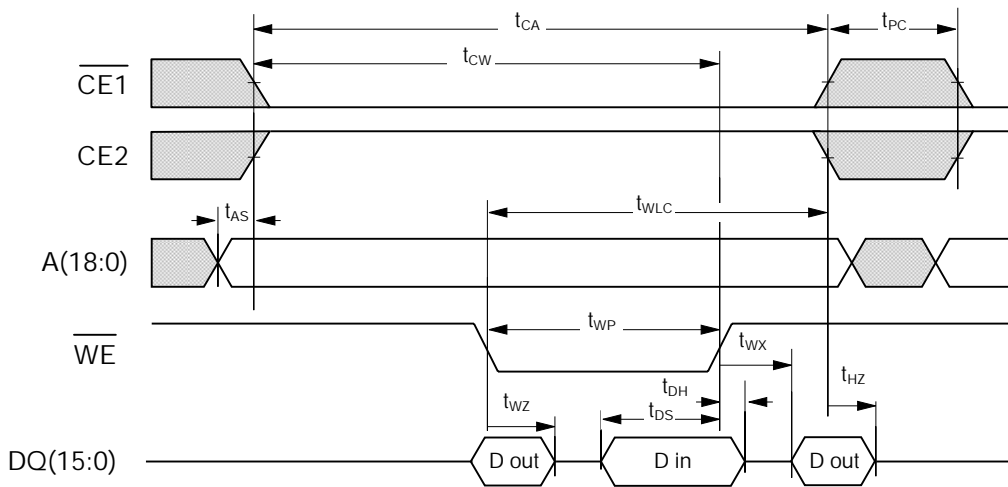 tCA
tPC
tCW
CE1
CE2
tAS
tWLC
A(18:0)
tWP
WE
tWX
tHZ
tDH
tWZ
tDS
DQ(15:0)
D out
D in
D out